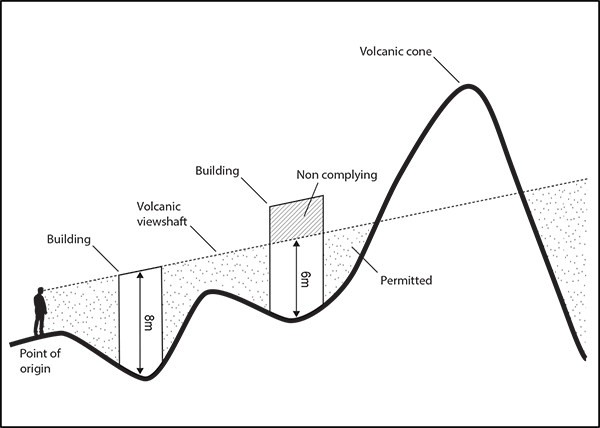 Volcanic cone
Building
Non complying
Volcanic
viewshaft
Building
Permitted
6m
8m
Point of
origin